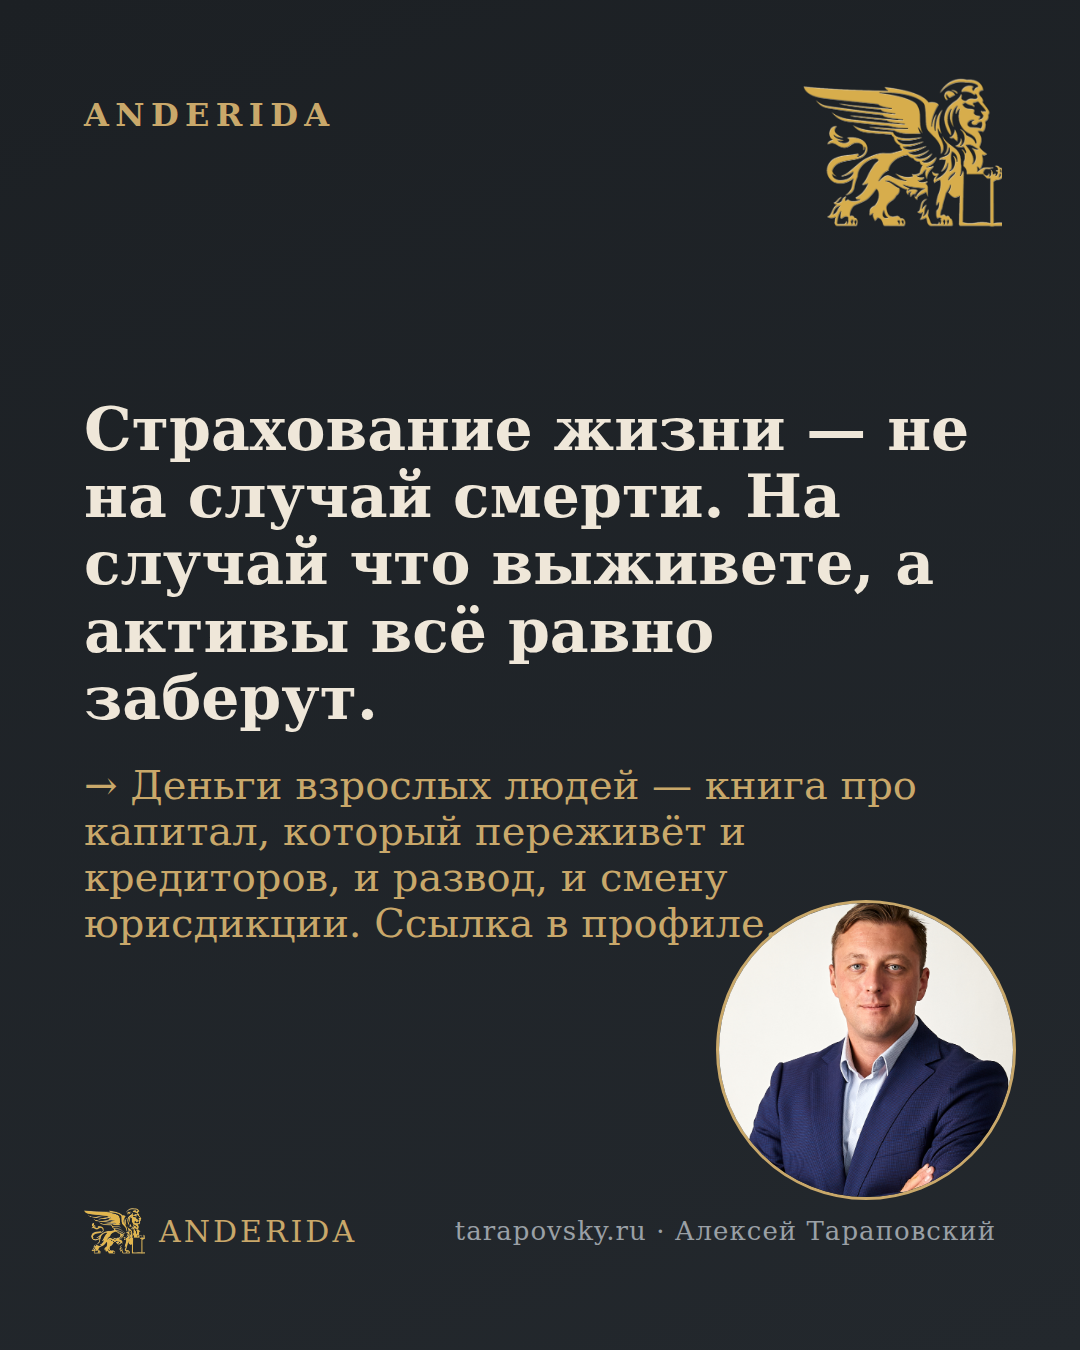 ANDERIDA
Страхование жизни — не
на случай смерти. На
случай что выживете, а
активы всё равно
заберут.
→ Деньги взрослых людей — книга про
капитал, который переживёт и
кредиторов, и развод, и смену
юрисдикции. Ссылка в профиле.
ANDERIDA
tarapovsky.ru · Алексей Тараповский